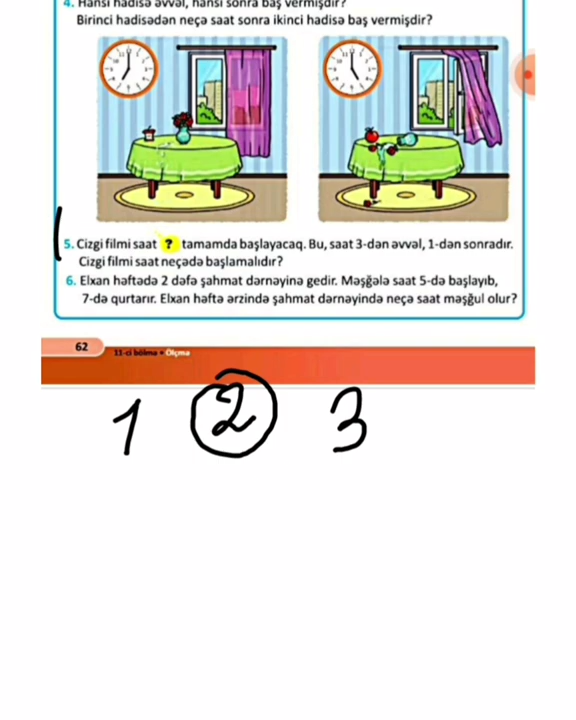 4. Hansı hadisə əvvəl, hansı sonra baş vermişdir?
Birinci hadisədən neçə saat sonra ikinci hadisə baş vermişdir?
5. Cizgi filmi saat ? tamamda başlayacaq. Bu, saat 3-dən əvvəl, 1-dən sonradır.
Cizgi filmi saat neçədə başlamalıdır?
6. Elxan həftədə 2 dəfə şahmat dərnəyinə gedir. Məşğələ saat 5-də başlayıb,
7-də qurtarır. Elxan həftə ərzində şahmat dərnəyində neçə saat məşğul olur?
62
11-ci bölmə • Ölçmə
1 2 3